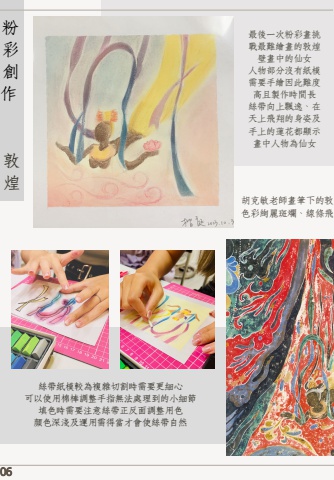 粉彩創作 敦煌
最後一次粉彩畫挑
戰最難繪畫的敦煌
壁畫中的仙女
人物部分沒有紙模
需要手繪因此難度
高且製作時間長
絲帶向上飄逸，在
天上飛翔的身姿及
手上的蓮花都顯示
畫中人物為仙女
胡克敏老師畫筆下的敦
色彩絢麗斑斕，線條飛
絲帶紙模較為複雜切割時需要更細心
可以使用棉棒調整手指無法處理到的小細節
填色時需要注意絲帶正反面調整用色
顏色深淺及運用需得當才會使絲帶自然
06